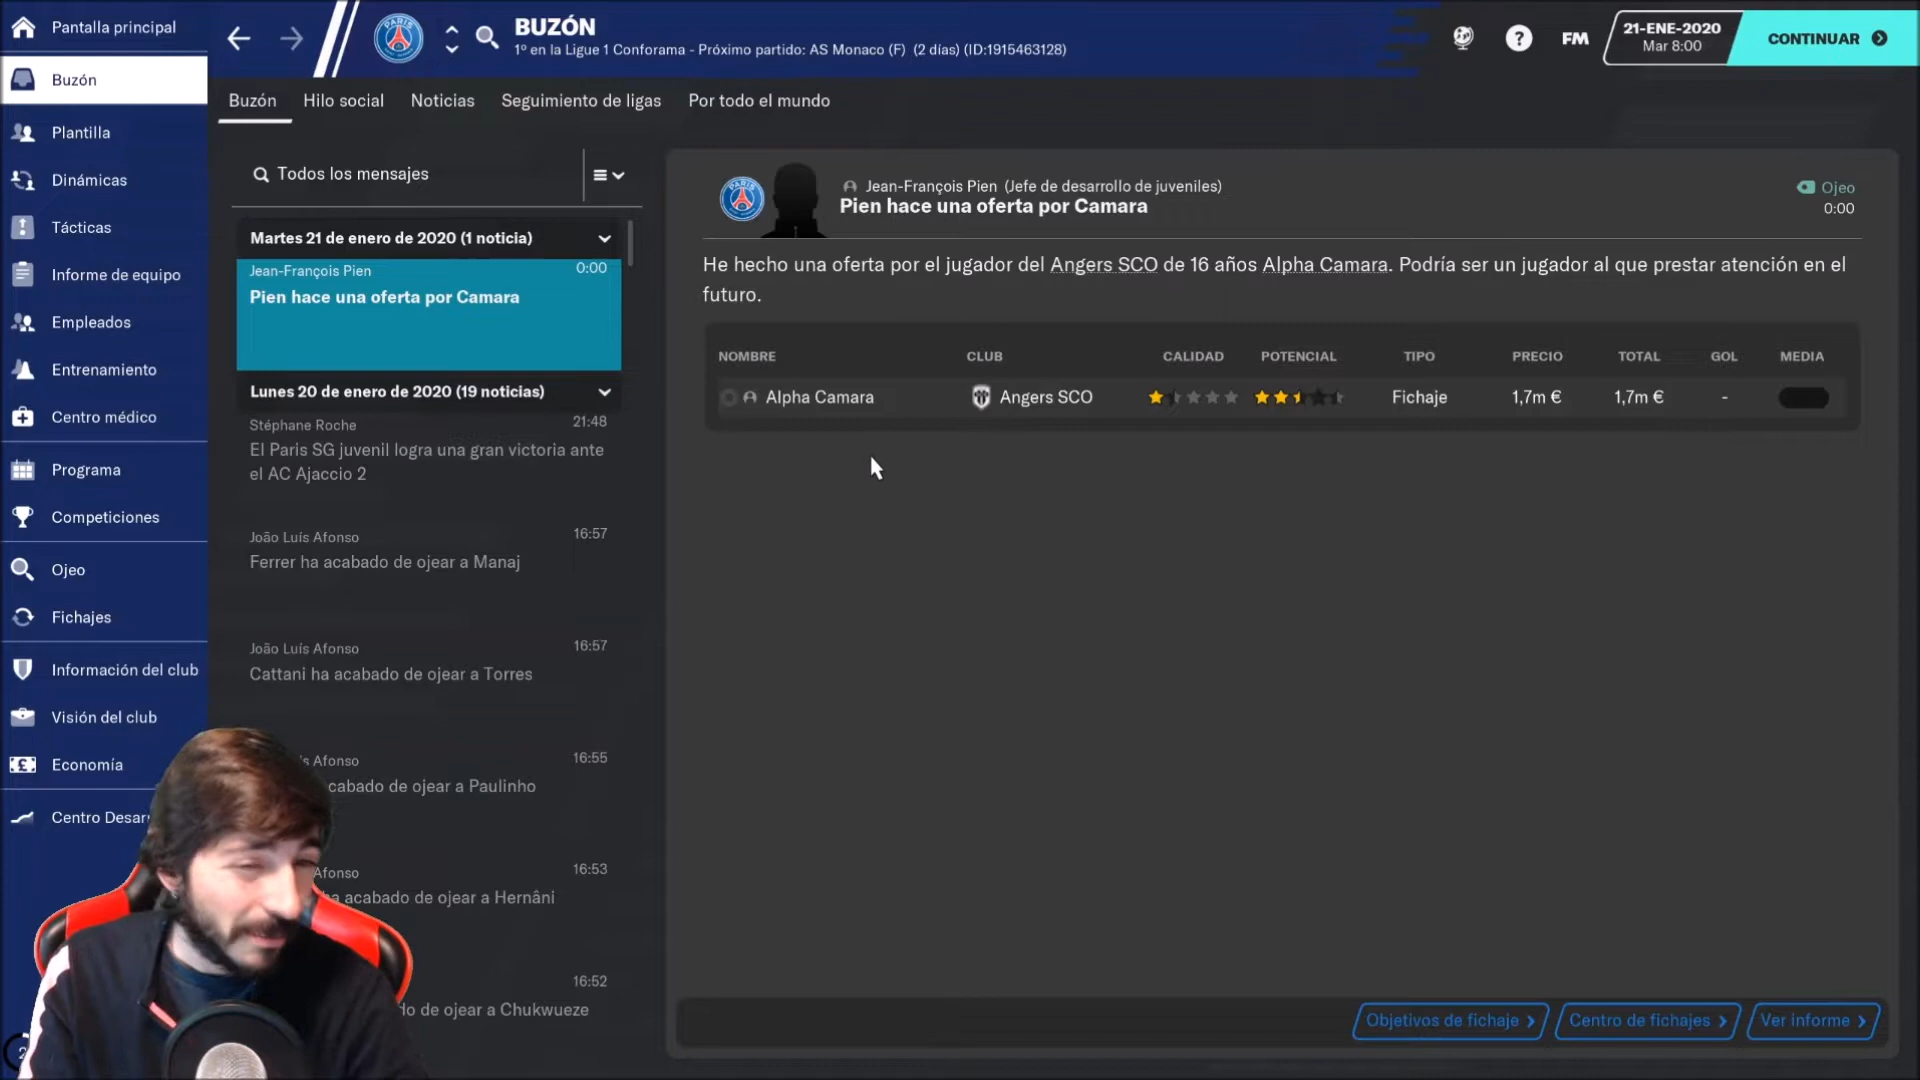 Pantalla principal
Buzón
Plantilla
Dinámicas
Tácticas
Informe de equipo
Empleados
Entrenamiento
Centro médico
Programa
Competiciones
Ojeo
Fichajes
Información del club
Visión del club
Economía
Centro Desar
BUZÓN
1º en la Ligue 1 Conforama - Próximo partido: AS Monaco (F) (2 días) (ID:1915463128)
FM
21-ENE-2020
Mar 8:00
CONTINUAR
Buzón Hilo social Noticias Seguimiento de ligas Por todo el mundo
Todos los mensajes
Martes 21 de enero de 2020 (1 noticia)
Jean-François Pien 0:00
Pien hace una oferta por Camara
Lunes 20 de enero de 2020 (19 noticias)
Stéphane Roche 21:48
El Paris SG juvenil logra una gran victoria ante
el AC Ajaccio 2
João Luís Afonso 16:57
Ferrer ha acabado de ojear a Manaj
João Luís Afonso 16:57
Cattani ha acabado de ojear a Torres
Afonso 16:55
cabado de ojear a Paulinho
Afonso 16:53
ha acabado de ojear a Hernâni
16:52
do de ojear a Chukwueze
PARIS
Jean-François Pien (Jefe de desarrollo de juveniles)
Pien hace una oferta por Camara
Ojeo
0:00
He hecho una oferta por el jugador del Angers SCO de 16 años Alpha Camara. Podría ser un jugador al que prestar atención en el
futuro.
NOMBRE CLUB CALIDAD POTENCIAL TIPO PRECIO TOTAL GOL MEDIA
Alpha Camara Angers SCO Fichaje 1,7m € 1,7m € -
Objetivos de fichaje Centro de fichajes Ver informe